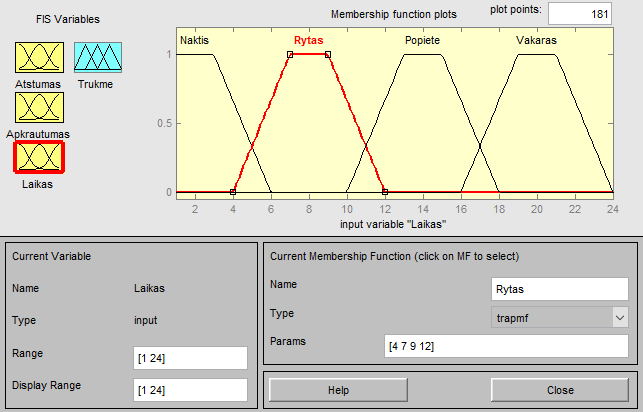 FIS Variables
Atstumas
Trukme
Apkrautumas
Laikas
Membership function plots
plot points:
181
Naktis
Rytas
Popiete
Vakaras
1
0.5
0
2 4 6 8 10 12 14 16 18 20 22 24
input variable "Laikas"
Current Variable
Name Laikas
Type input
Range [1 24]
Display Range [1 24]
Current Membership Function (click on MF to select)
Name Rytas
Type trapmf
Params [4 7 9 12]
Help Close